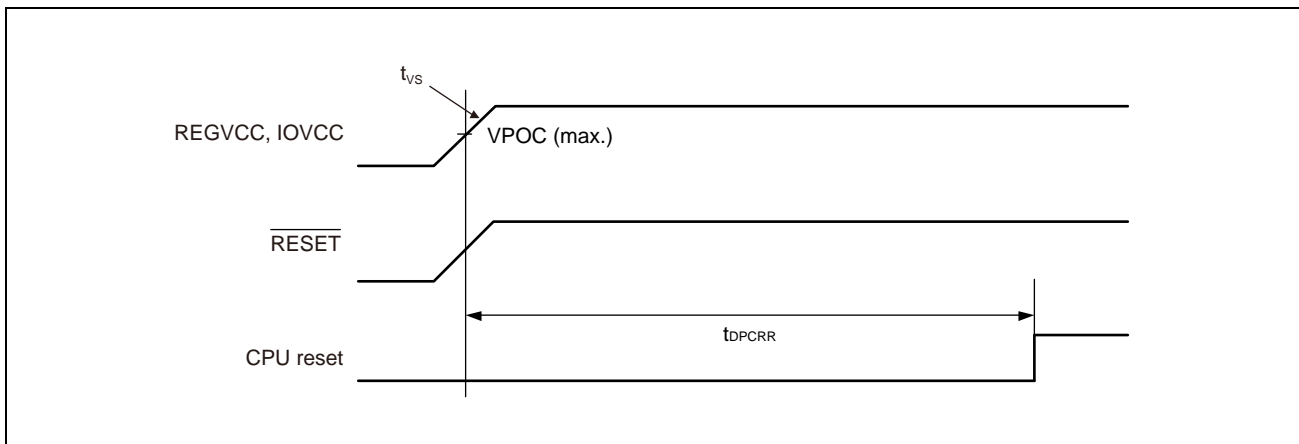 tVS
REGVCC, IOVCC
VPOC (max.)
RESET
tDPCRR
CPU reset